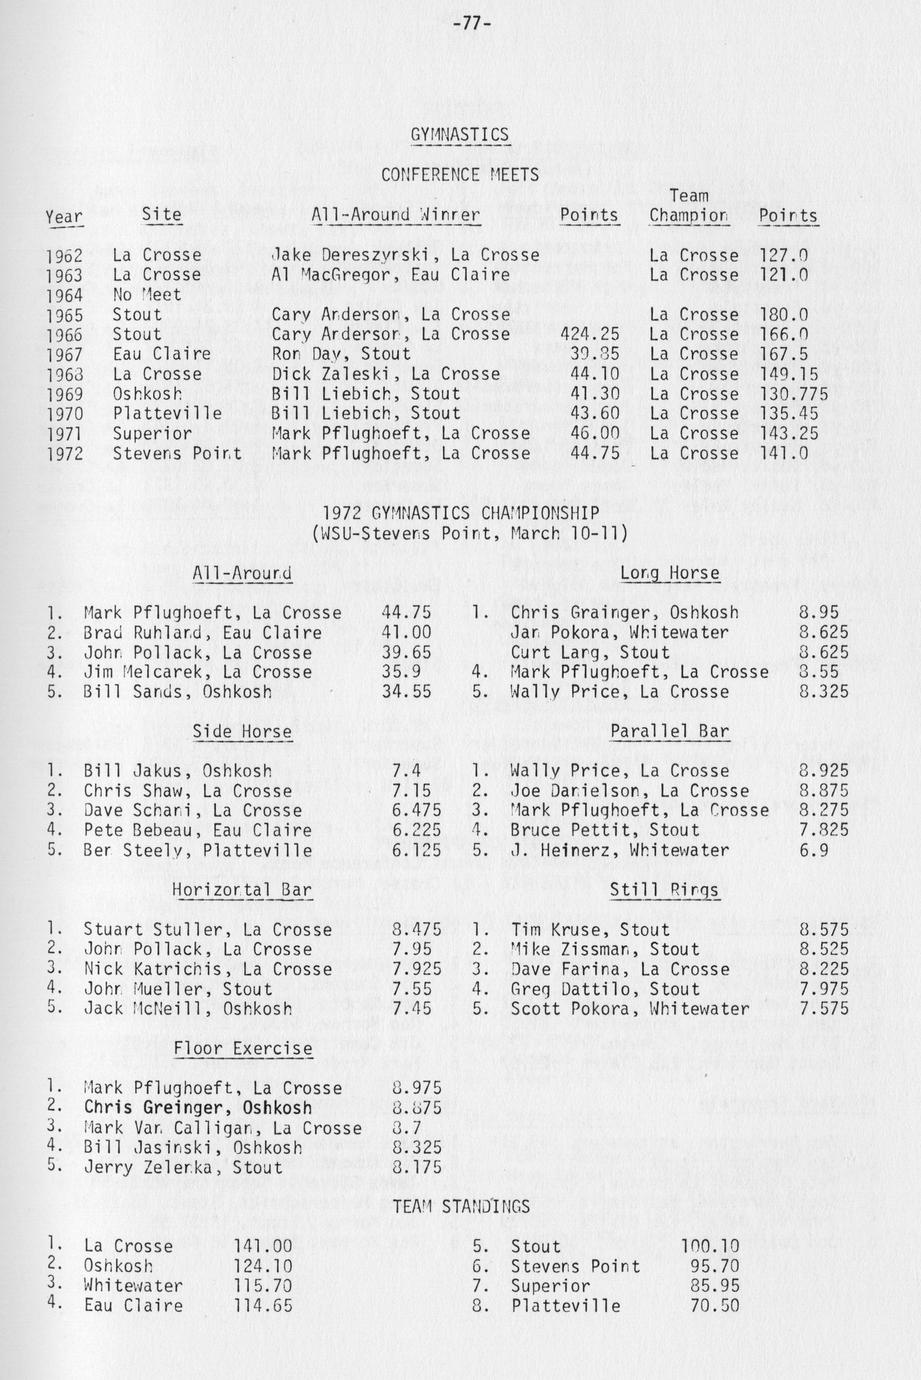 -77-
GYMNASTICS
CONFERENCE MEETS
Team
Year Site All-Around Winner Points Champion Points
1962 La Crosse Jake Dereszynski, La Crosse La Crosse 127.0
1963 La Crosse Al MacGregor, Eau Claire La Crosse 121.0
1964 No Meet
1965 Stout Cary Anderson, La Crosse La Crosse 180.0
1966 Stout Cary Anderson, La Crosse 424.25 La Crosse 166.0
1967 Eau Claire Ron Day, Stout 39.85 La Crosse 167.5
1968 La Crosse Dick Zaleski, La Crosse 44.10 La Crosse 149.15
1969 Oshkosh Bill Liebich, Stout 41.30 La Crosse 130.775
1970 Platteville Bill Liebich, Stout 43.60 La Crosse 135.45
1971 Superior Mark Pflughoeft, La Crosse 46.00 La Crosse 143.25
1972 Stevens Point Mark Pflughoeft, La Crosse 44.75 La Crosse 141.0
1972 GYMNASTICS CHAMPIONSHIP
(WSU-Stevens Point, March 10-11)
All-Around
1. Mark Pflughoeft, La Crosse 44.75
2. Brad Ruhland, Eau Claire 41.00
3. John Pollack, La Crosse 39.65
4. Jim Melcarek, La Crosse 35.9
5. Bill Sands, Oshkosh 34.55
Long Horse
1. Chris Grainger, Oshkosh 8.95
Jan Pokora, Whitewater 8.625
Curt Lang, Stout 8.625
4. Mark Pflughoeft, La Crosse 8.55
5. Wally Price, La Crosse 8.325
Side Horse
1. Bill Jakus, Oshkosh 7.4
2. Chris Shaw, La Crosse 7.15
3. Dave Schani, La Crosse 6.475
4. Pete Bebeau, Eau Claire 6.225
5. Ben Steely, Platteville 6.125
Parallel Bar
1. Wally Price, La Crosse 8.925
2. Joe Danielson, La Crosse 8.875
3. Mark Pflughoeft, La Crosse 8.275
4. Bruce Pettit, Stout 7.825
5. J. Heinerz, Whitewater 6.9
Horizontal Bar
1. Stuart Stuller, La Crosse 8.475
2. John Pollack, La Crosse 7.95
3. Nick Katrichis, La Crosse 7.925
4. John Mueller, Stout 7.55
5. Jack McNeill, Oshkosh 7.45
Still Rings
1. Tim Kruse, Stout 8.575
2. Mike Zissman, Stout 8.525
3. Dave Farina, La Crosse 8.225
4. Greg Dattilo, Stout 7.975
5. Scott Pokora, Whitewater 7.575
Floor Exercise
1. Mark Pflughoeft, La Crosse 8.975
2. Chris Greinger, Oshkosh 8.875
3. Mark Van Calligan, La Crosse 8.7
4. Bill Jasinski, Oshkosh 8.325
5. Jerry Zelenka, Stout 8.175
TEAM STANDINGS
1. La Crosse 141.00
2. Oshkosh 124.10
3. Whitewater 115.70
4. Eau Claire 114.65
5. Stout 100.10
6. Stevens Point 95.70
7. Superior 85.95
8. Platteville 70.50